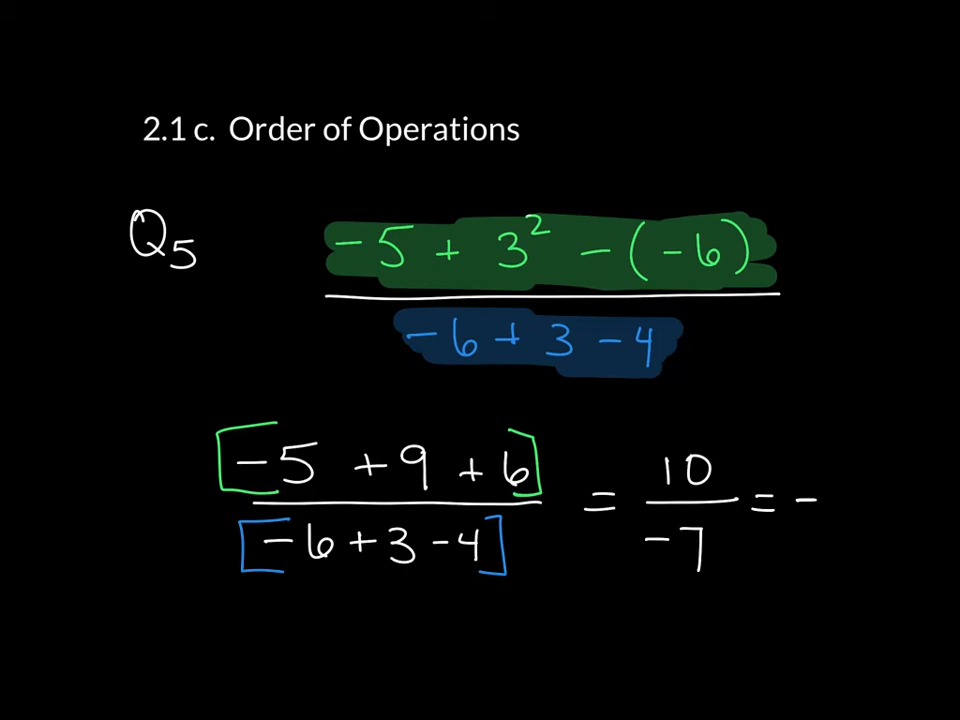 2.1 c. Order of Operations
Q5
-5 + 3² - (-6)
-6 + 3 - 4
[-5 + 9 + 6]
[-6 + 3 - 4]
= 10
-7
= -